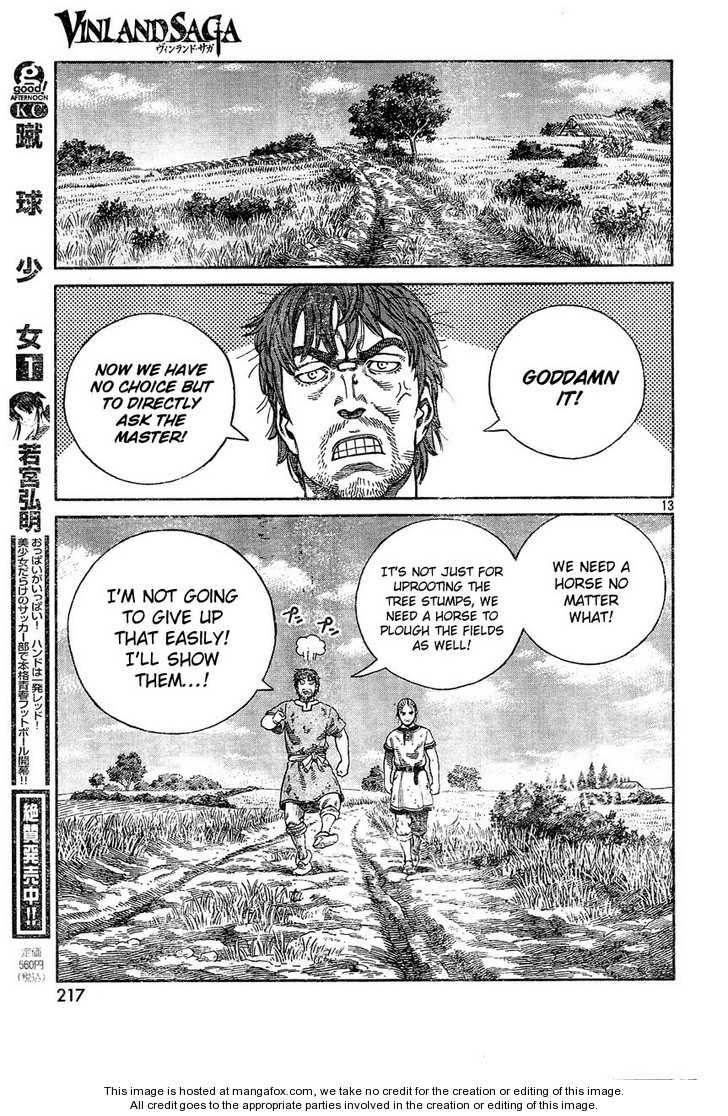 VINLAND SAGA
ヴィンランド・サガ
good!
AFTERNOON
KC
蹴球少女 1
若宮弘明
おっぱいがいっぱい! ハンドは一発レッド!
美少女だらけのサッカー部で本格青春フットボール開幕!!
絶賛発売中!!
定価
560円
(税込)
GODDAMN
IT!
NOW WE HAVE
NO CHOICE BUT
TO DIRECTLY
ASK THE
MASTER!
13
WE NEED A
HORSE NO
MATTER
WHAT!
IT'S NOT JUST FOR
UPROOTING THE
TREE STUMPS, WE
NEED A HORSE TO
PLOUGH THE FIELDS
AS WELL!
I'M NOT GOING
TO GIVE UP
THAT EASILY!
I'LL SHOW
THEM...!
プン
プン
217
This image is hosted at mangafox.com, we take no credit for the creation or editing of this image.
All credit goes to the appropriate parties involved in the creation and editing of this image.